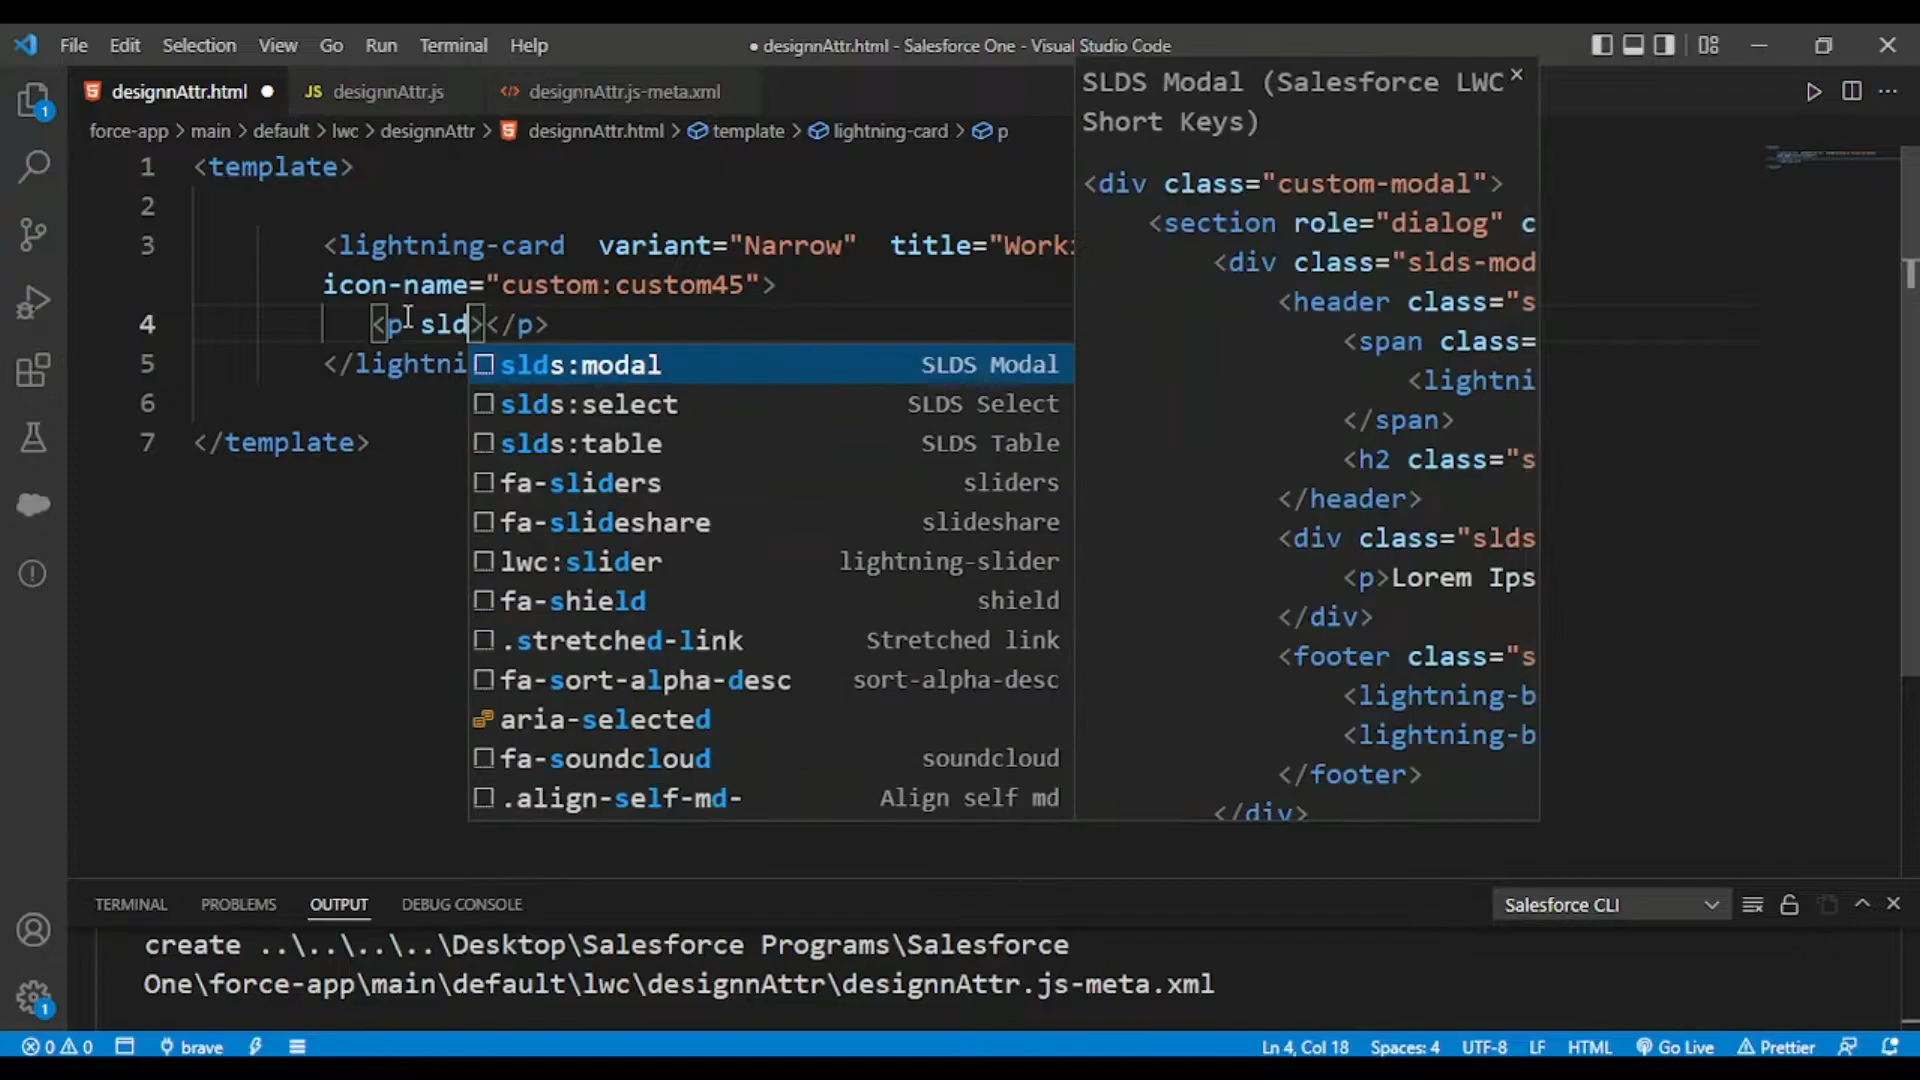 File Edit Selection View Go Run Terminal Help
● designnAttr.html - Salesforce One - Visual Studio Code
designnAttr.html ●
JS designnAttr.js
designnAttr.js-meta.xml
force-app > main > default > lwc > designnAttr > designnAttr.html > template > lightning-card > p
1 <template>
2
3 <lightning-card variant="Narrow" title="Work
icon-name="custom:custom45">
4 <p sld></p>
5 </lightni
6
7 </template>
slds:modal SLDS Modal
slds:select SLDS Select
slds:table SLDS Table
fa-sliders sliders
fa-slideshare slideshare
lwc:slider lightning-slider
fa-shield shield
.stretched-link Stretched link
fa-sort-alpha-desc sort-alpha-desc
aria-selected
fa-soundcloud soundcloud
.align-self-md- Align self md
SLDS Modal (Salesforce LWC
Short Keys)
<div class="custom-modal">
<section role="dialog" c
<div class="slds-mod
<header class="s
<span class=
<lightni
</span>
<h2 class="s
</header>
<div class="slds
<p>Lorem Ips
</div>
<footer class="s
<lightning-b
<lightning-b
</footer>
</div>
TERMINAL PROBLEMS OUTPUT DEBUG CONSOLE
Salesforce CLI
create ..\..\..\..\Desktop\Salesforce Programs\Salesforce
One\force-app\main\default\lwc\designnAttr\designnAttr.js-meta.xml
0 0 brave
Ln 4, Col 18 Spaces: 4 UTF-8 LF HTML Go Live Prettier
1
1